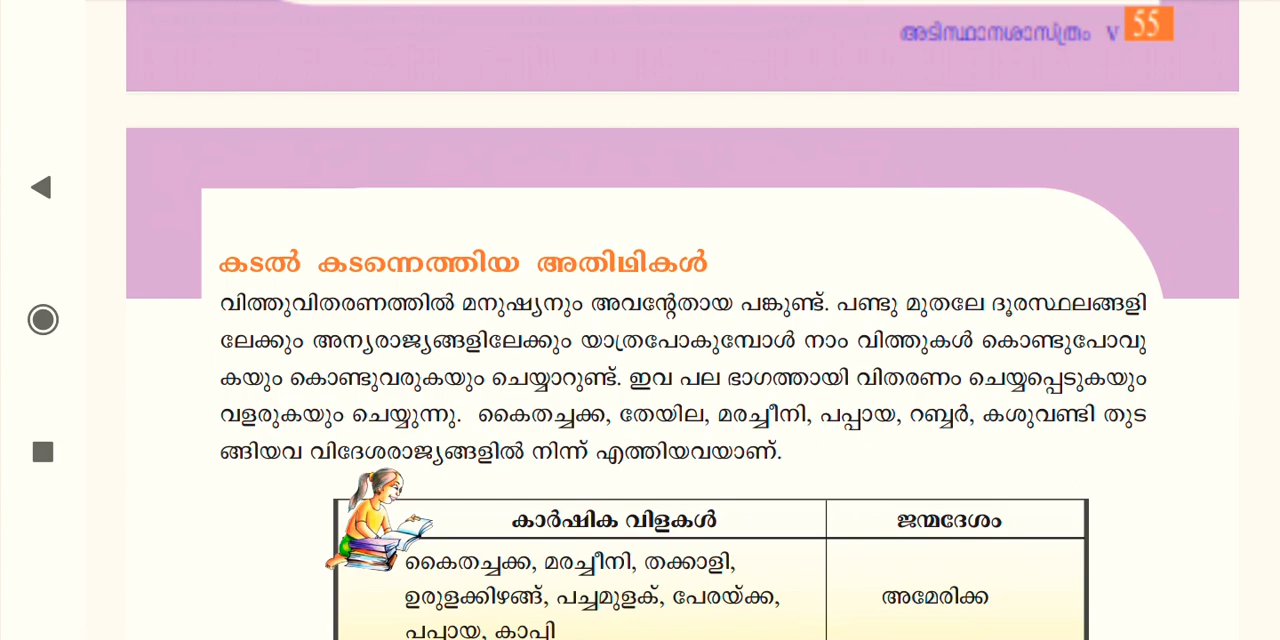 അടിസ്ഥാനശാസ്ത്രം V 55
കടൽ കടന്നെത്തിയ അതിഥികൾ
വിത്തുവിതരണത്തിൽ മനുഷ്യനും അവന്റേതായ പങ്കുണ്ട്. പണ്ടു മുതലേ ദൂരസ്ഥലങ്ങളി
ലേക്കും അന്യരാജ്യങ്ങളിലേക്കും യാത്രപോകുമ്പോൾ നാം വിത്തുകൾ കൊണ്ടുപോവു
കയും കൊണ്ടുവരുകയും ചെയ്യാറുണ്ട്. ഇവ പല ഭാഗത്തായി വിതരണം ചെയ്യപ്പെടുകയും
വളരുകയും ചെയ്യുന്നു. കൈതച്ചക്ക, തേയില, മരച്ചീനി, പപ്പായ, റബ്ബർ, കശുവണ്ടി തുട
ങ്ങിയവ വിദേശരാജ്യങ്ങളിൽ നിന്ന് എത്തിയവയാണ്.
കാർഷിക വിളകൾ ജന്മദേശം
കൈതച്ചക്ക, മരച്ചീനി, തക്കാളി,
ഉരുളക്കിഴങ്ങ്, പച്ചമുളക്, പേരയ്ക്ക, അമേരിക്ക
പപ്പായ, കാപ്പി